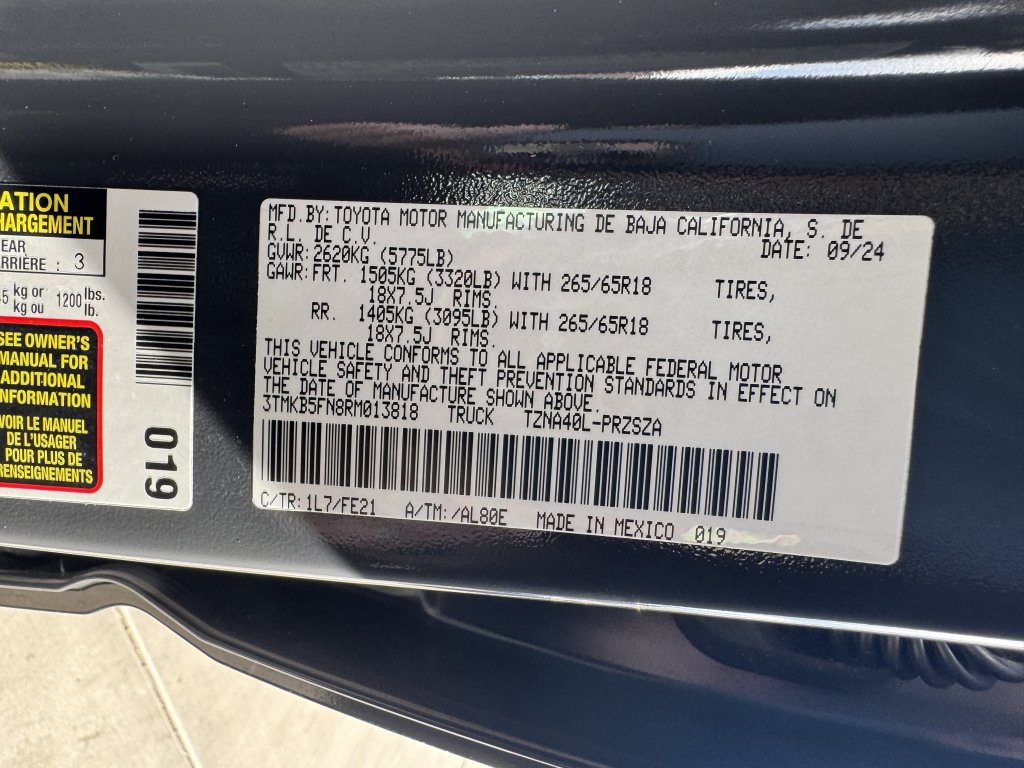 ATION
HARGEMENT
EAR
ARRIÈRE : 3
5 kg or 1200 lbs.
kg ou lb.
SEE OWNER'S
MANUAL FOR
ADDITIONAL
INFORMATION
VOIR LE MANUEL
DE L'USAGER
POUR PLUS DE
RENSEIGNEMENTS
019
MFD.BY:TOYOTA MOTOR MANUFACTURING DE BAJA CALIFORNIA, S. DE
R.L. DE C.V. DATE: 09/24
GVWR:2620KG (5775LB)
GAWR:FRT. 1505KG (3320LB) WITH 265/65R18 TIRES,
18X7.5J RIMS.
RR. 1405KG (3095LB) WITH 265/65R18 TIRES,
18X7.5J RIMS.
THIS VEHICLE CONFORMS TO ALL APPLICABLE FEDERAL MOTOR
VEHICLE SAFETY AND THEFT PREVENTION STANDARDS IN EFFECT ON
THE DATE OF MANUFACTURE SHOWN ABOVE.
3TMKB5FN8RM013818 TRUCK TZNA40L-PRZSZA
C/TR:1L7/FE21 A/TM:/AL80E MADE IN MEXICO 019